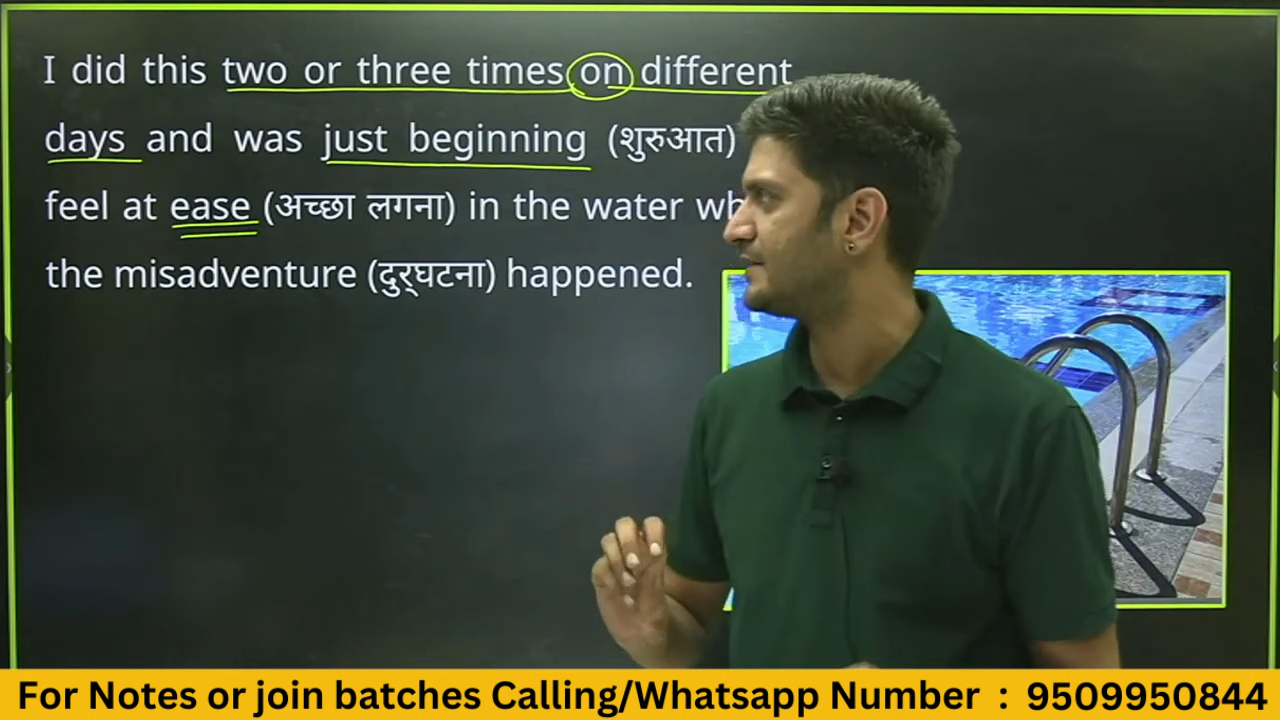 I did this two or three times on different
days and was just beginning (शुरुआत)
feel at ease (अच्छा लगना) in the water
the misadventure (दुर्घटना) happened.
For Notes or join batches Calling/Whatsapp Number : 9509950844